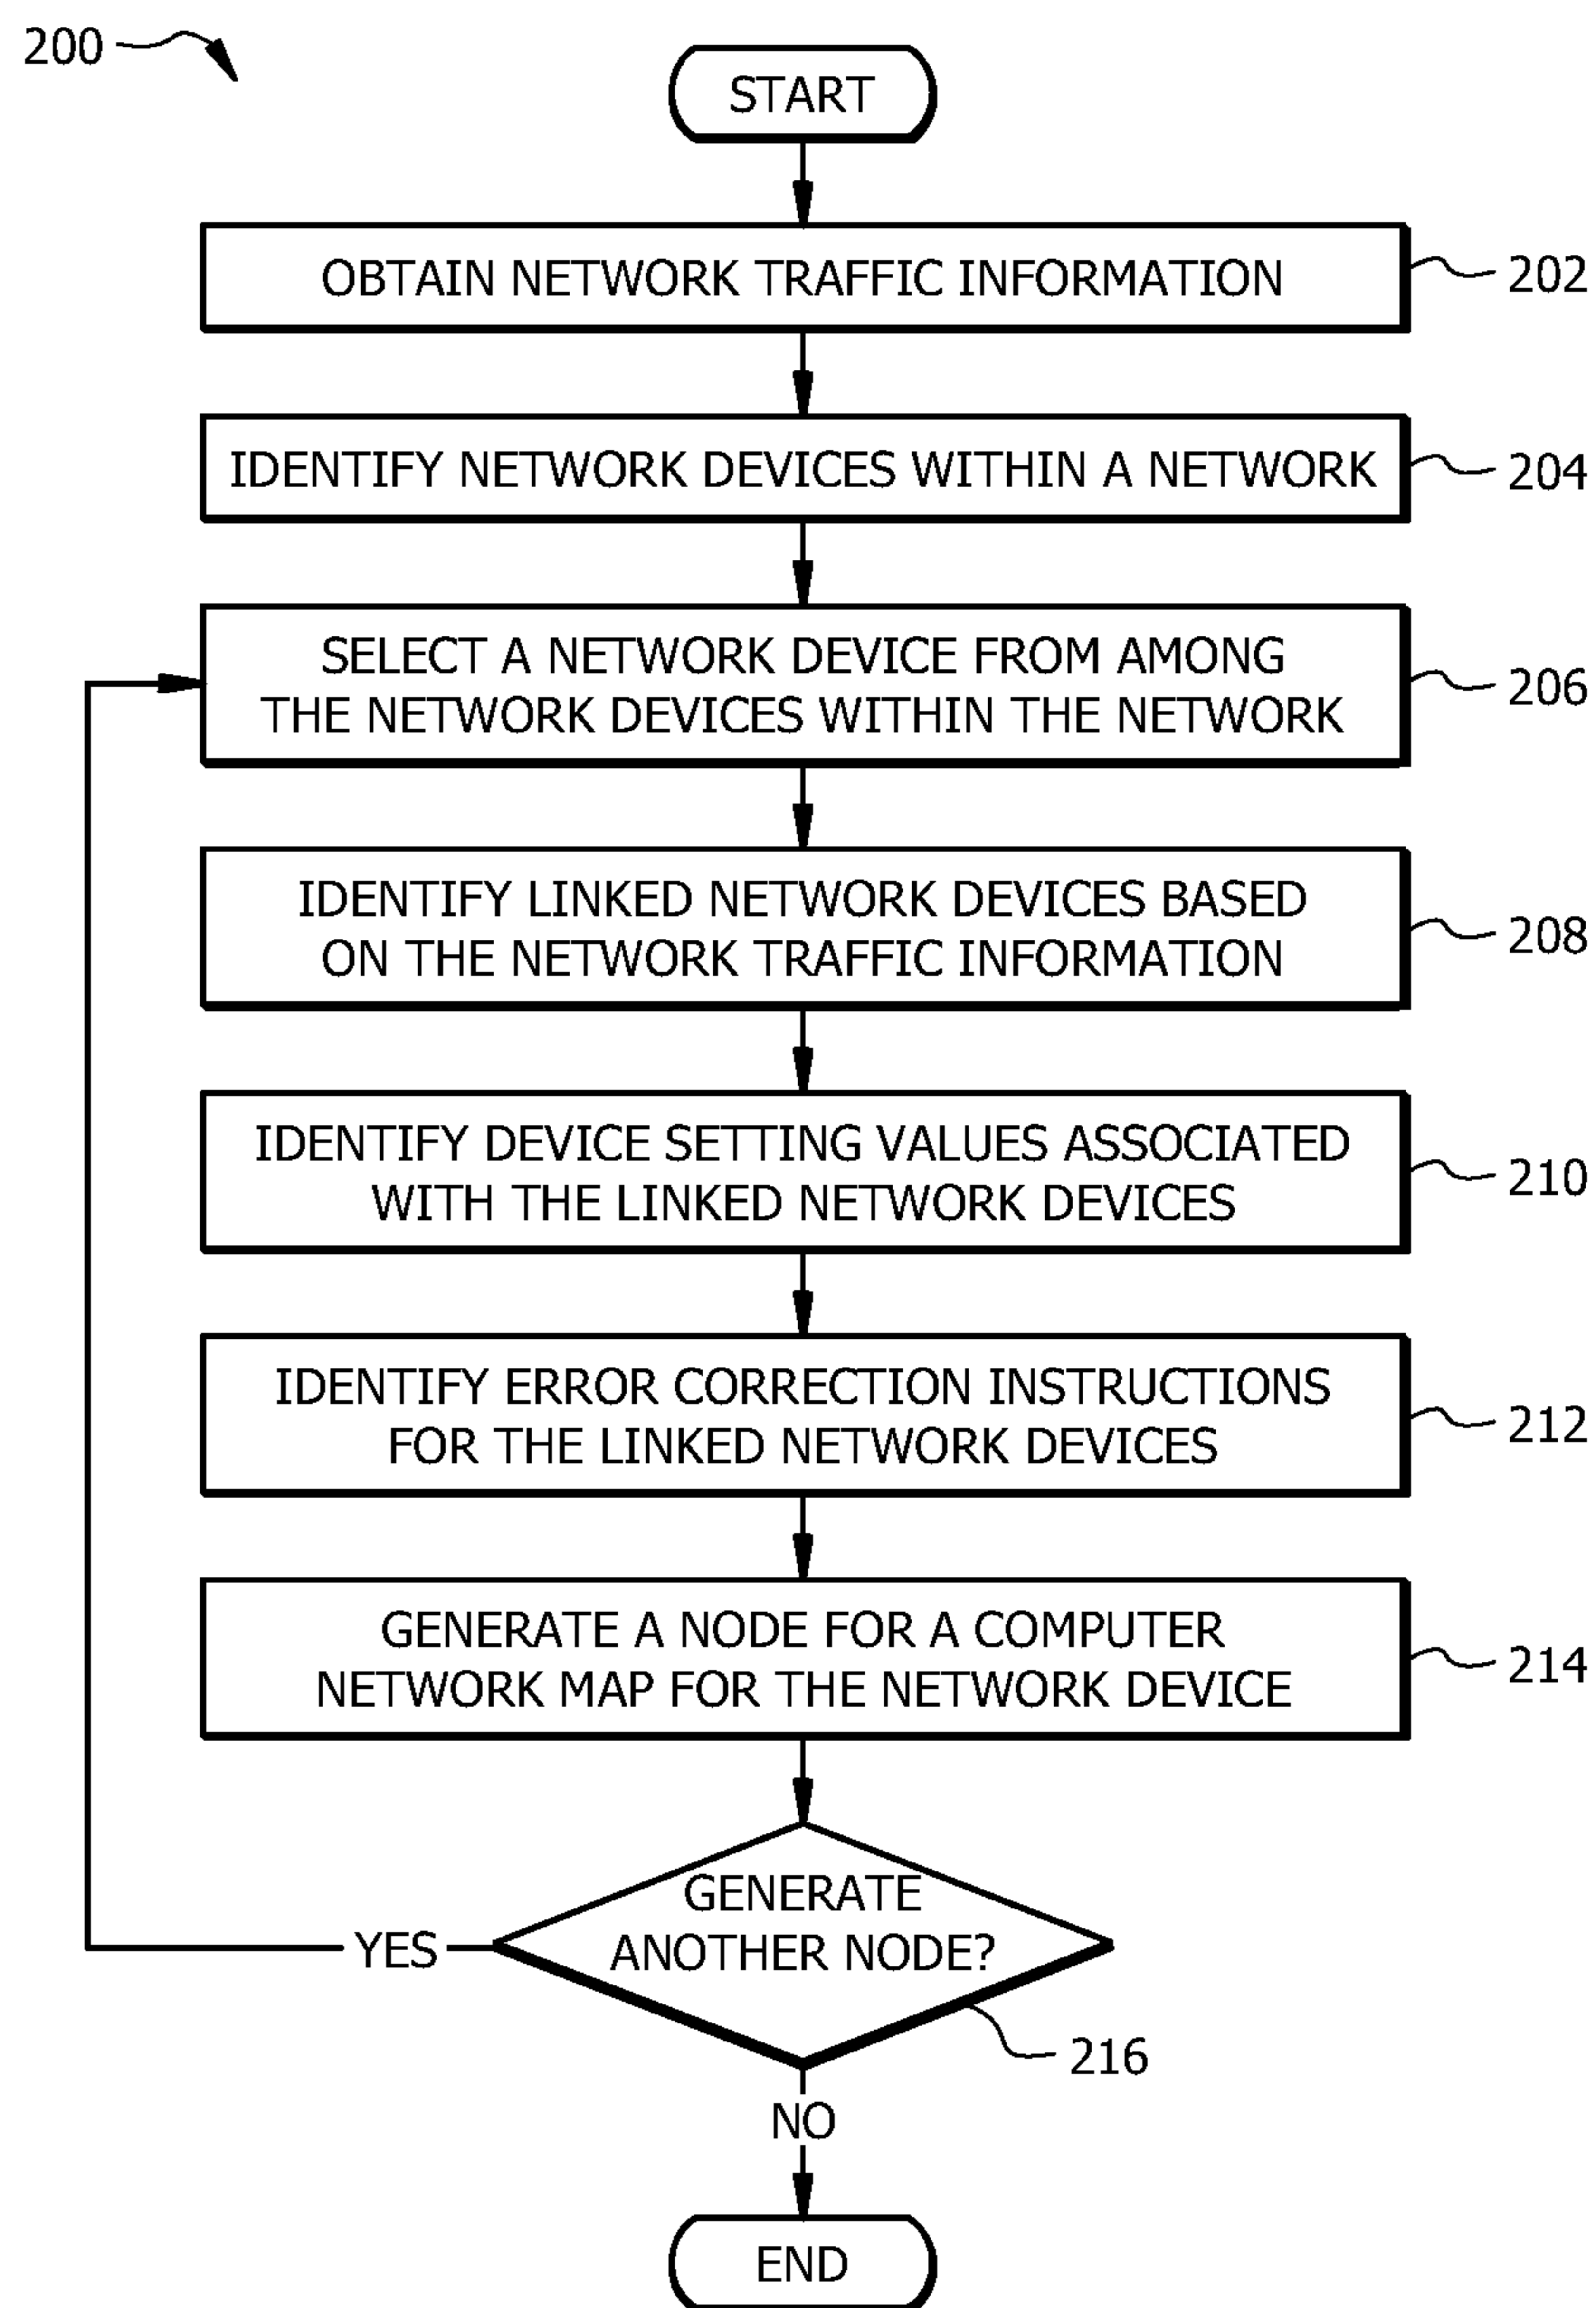 200
START
OBTAIN NETWORK TRAFFIC INFORMATION
202
IDENTIFY NETWORK DEVICES WITHIN A NETWORK
204
SELECT A NETWORK DEVICE FROM AMONG
THE NETWORK DEVICES WITHIN THE NETWORK
206
IDENTIFY LINKED NETWORK DEVICES BASED
ON THE NETWORK TRAFFIC INFORMATION
208
IDENTIFY DEVICE SETTING VALUES ASSOCIATED
WITH THE LINKED NETWORK DEVICES
210
IDENTIFY ERROR CORRECTION INSTRUCTIONS
FOR THE LINKED NETWORK DEVICES
212
GENERATE A NODE FOR A COMPUTER
NETWORK MAP FOR THE NETWORK DEVICE
214
GENERATE
ANOTHER NODE?
YES
216
NO
END